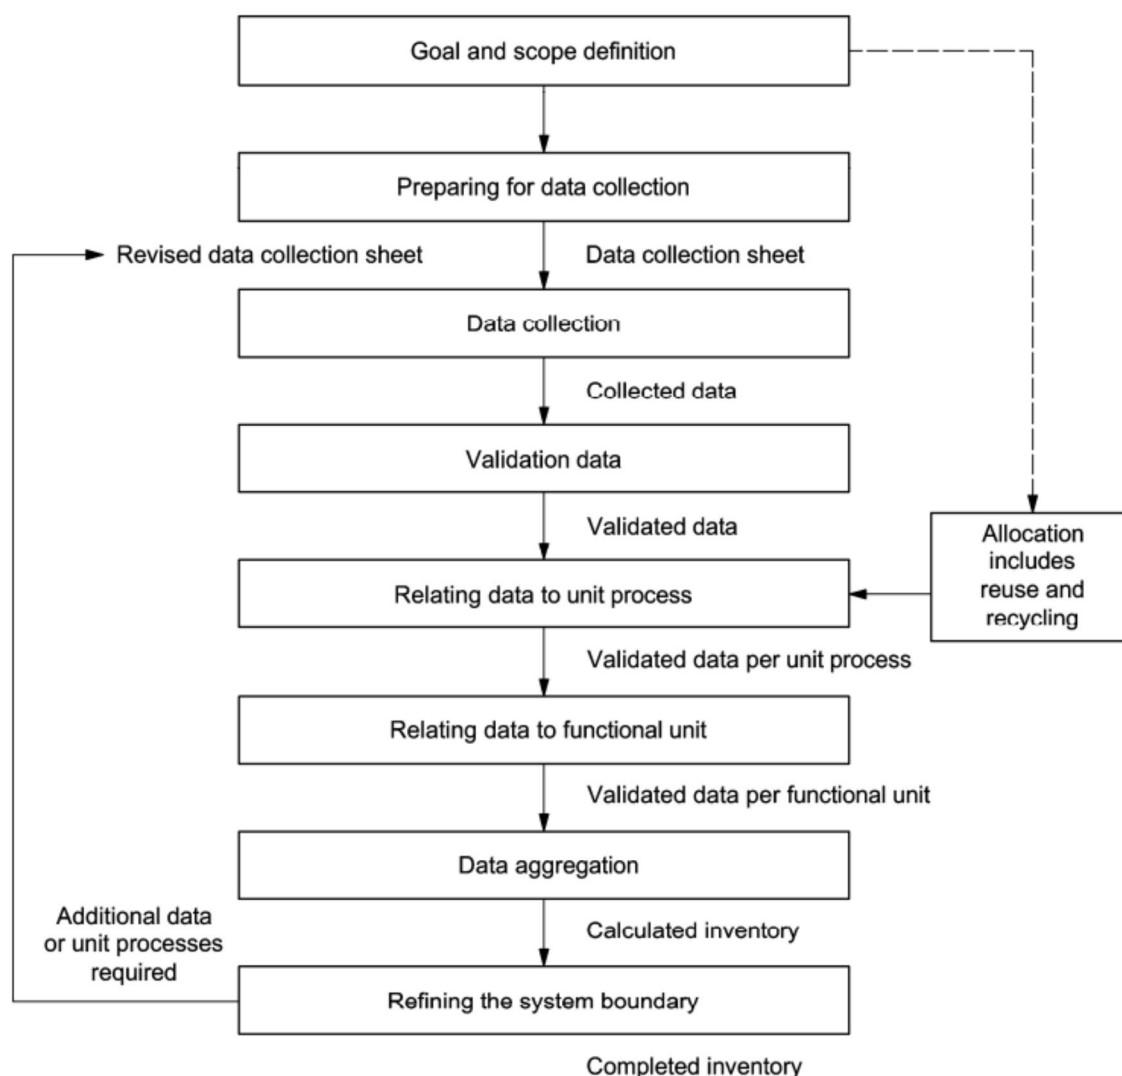 Goal and scope definition
Preparing for data collection
Revised data collection sheet
Data collection sheet
Data collection
Collected data
Validation data
Validated data
Allocation
includes
reuse and
recycling
Relating data to unit process
Validated data per unit process
Relating data to functional unit
Validated data per functional unit
Data aggregation
Additional data
or unit processes
required
Calculated inventory
Refining the system boundary
Completed inventory